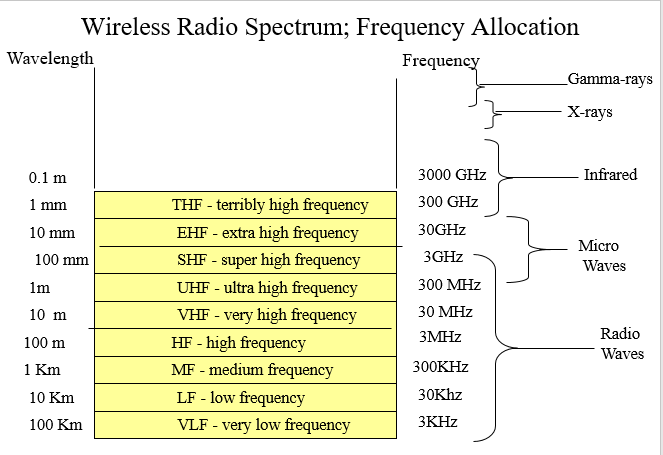 Wireless Radio Spectrum; Frequency Allocation
Wavelength
Frequency
Gamma-rays
X-rays
0.1 m
3000 GHz
Infrared
1 mm
THF - terribly high frequency
300 GHz
10 mm
EHF - extra high frequency
30GHz
Micro
Waves
100 mm
SHF - super high frequency
3GHz
1m
UHF - ultra high frequency
300 MHz
10 m
VHF - very high frequency
30 MHz
100 m
HF - high frequency
3MHz
Radio
Waves
1 Km
MF - medium frequency
300KHz
10 Km
LF - low frequency
30Khz
100 Km
VLF - very low frequency
3KHz